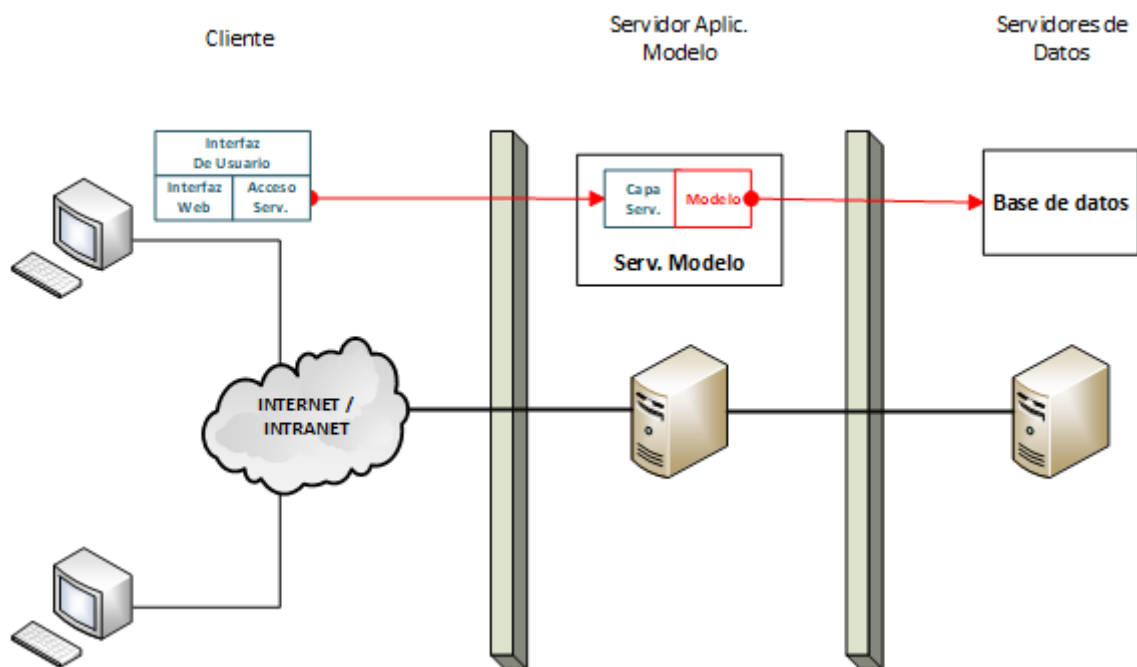 Cliente
Servidor Aplic.
Modelo
Servidores de
Datos
Interfaz
De Usuario
Interfaz
Web
Acceso
Serv.
Capa
Serv.
Modelo
Serv. Modelo
Base de datos
INTERNET /
INTRANET